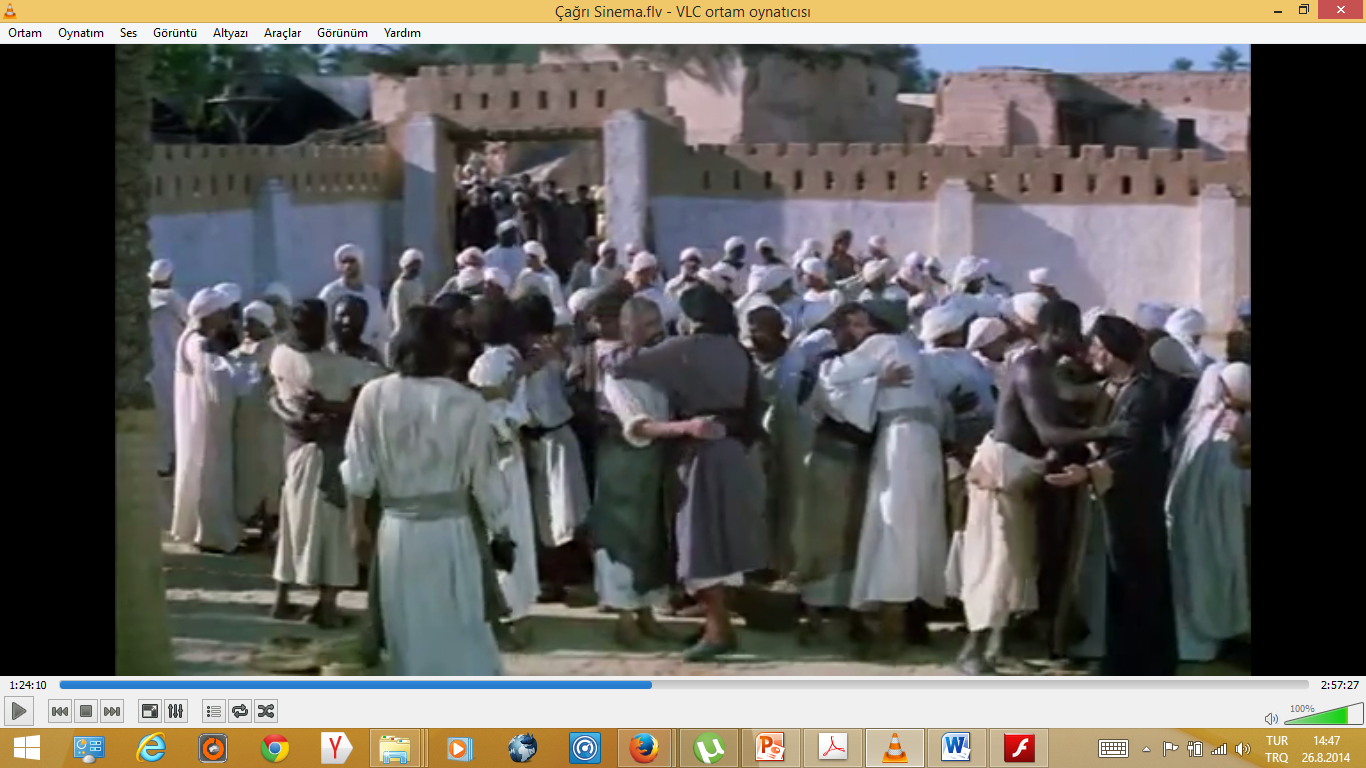 Çağrı Sinema.flv - VLC ortam oynatıcısı
Ortam Oynatım Ses Görüntü Altyazı Araçlar Görünüm Yardım
1:24:10 2:57:27
100%
TUR 14:47
TRQ 26.8.2014